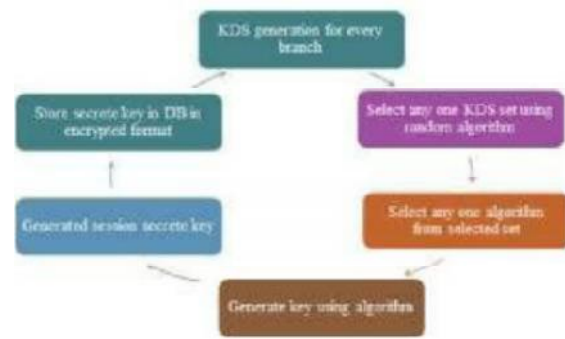 KDS generation for every
branch
Select any one KDS set using
random algorithm
Select any one algorithm
from selected set
Generate key using algorithm
Generated session secrete key
Store secrete key in DB in
encrypted format